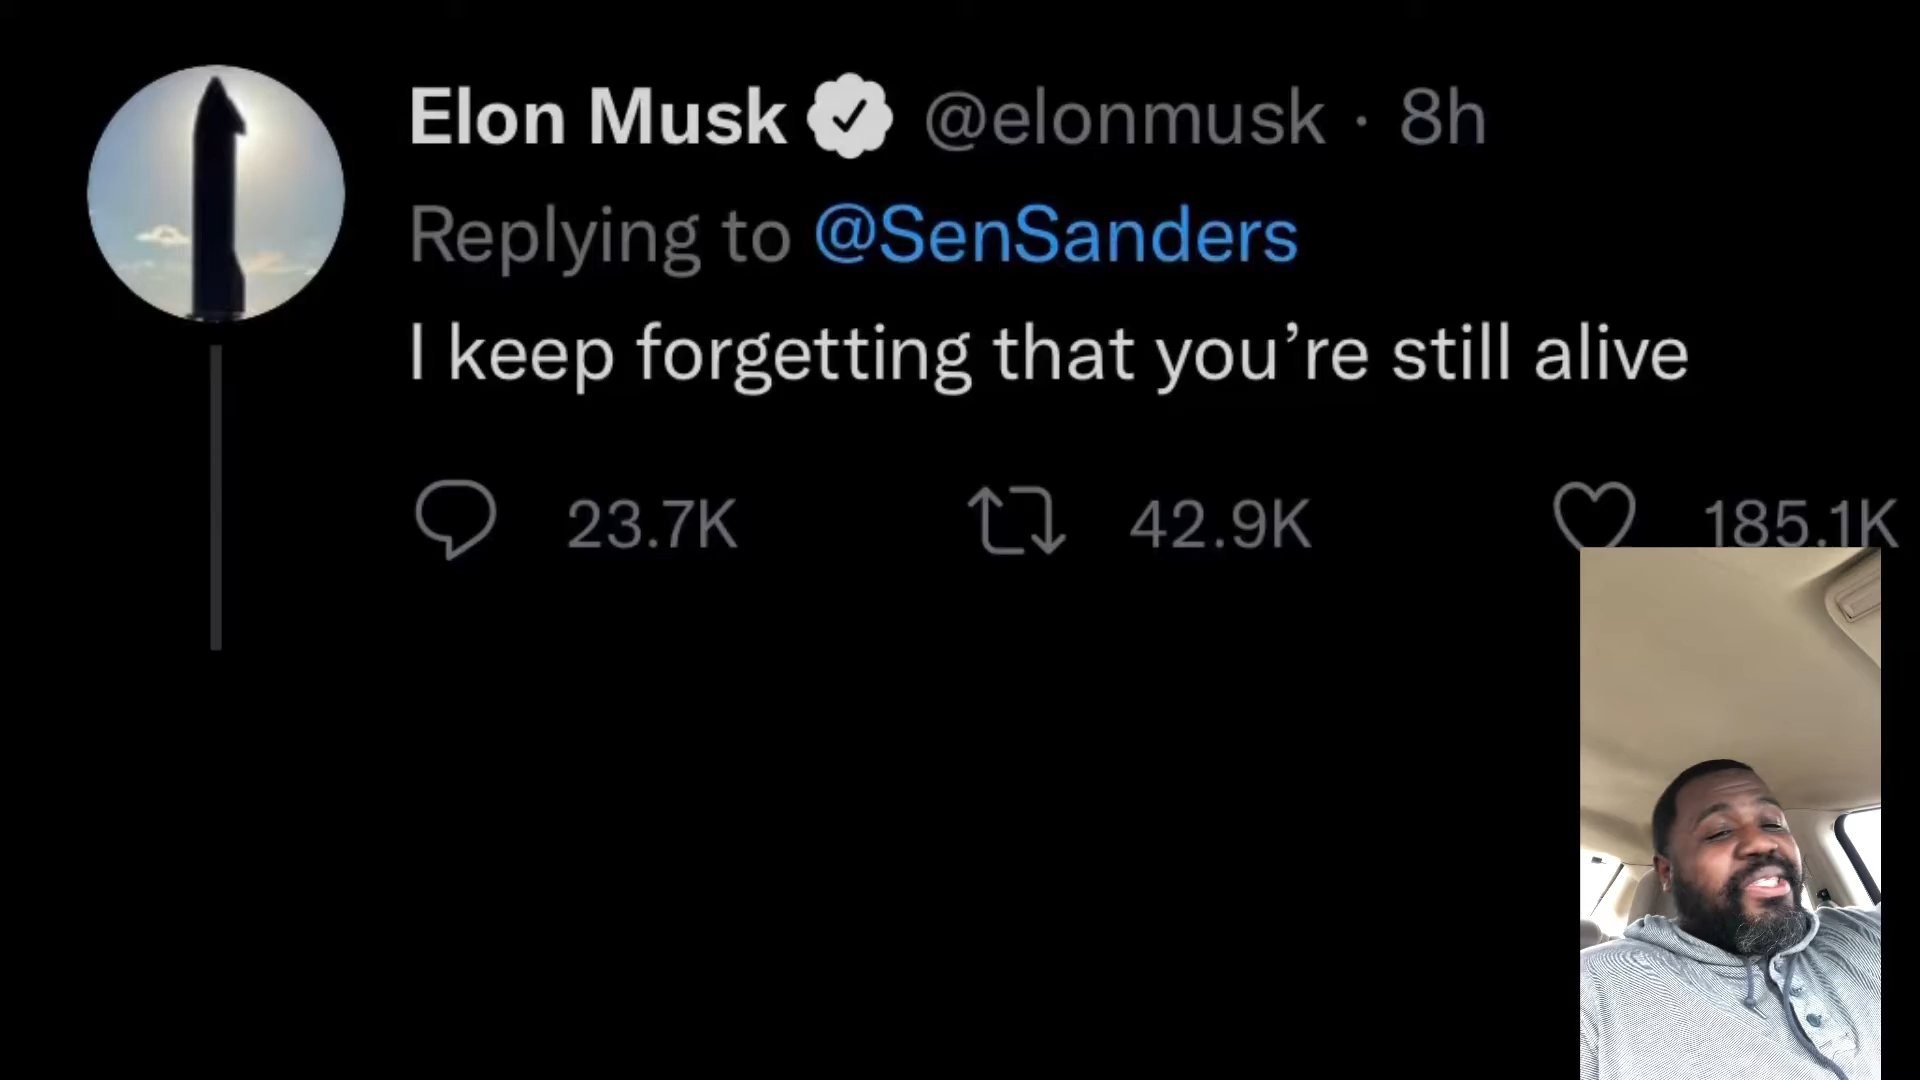 Elon Musk @elonmusk · 8h
Replying to @SenSanders
I keep forgetting that you’re still alive
23.7K 42.9K 185.1K